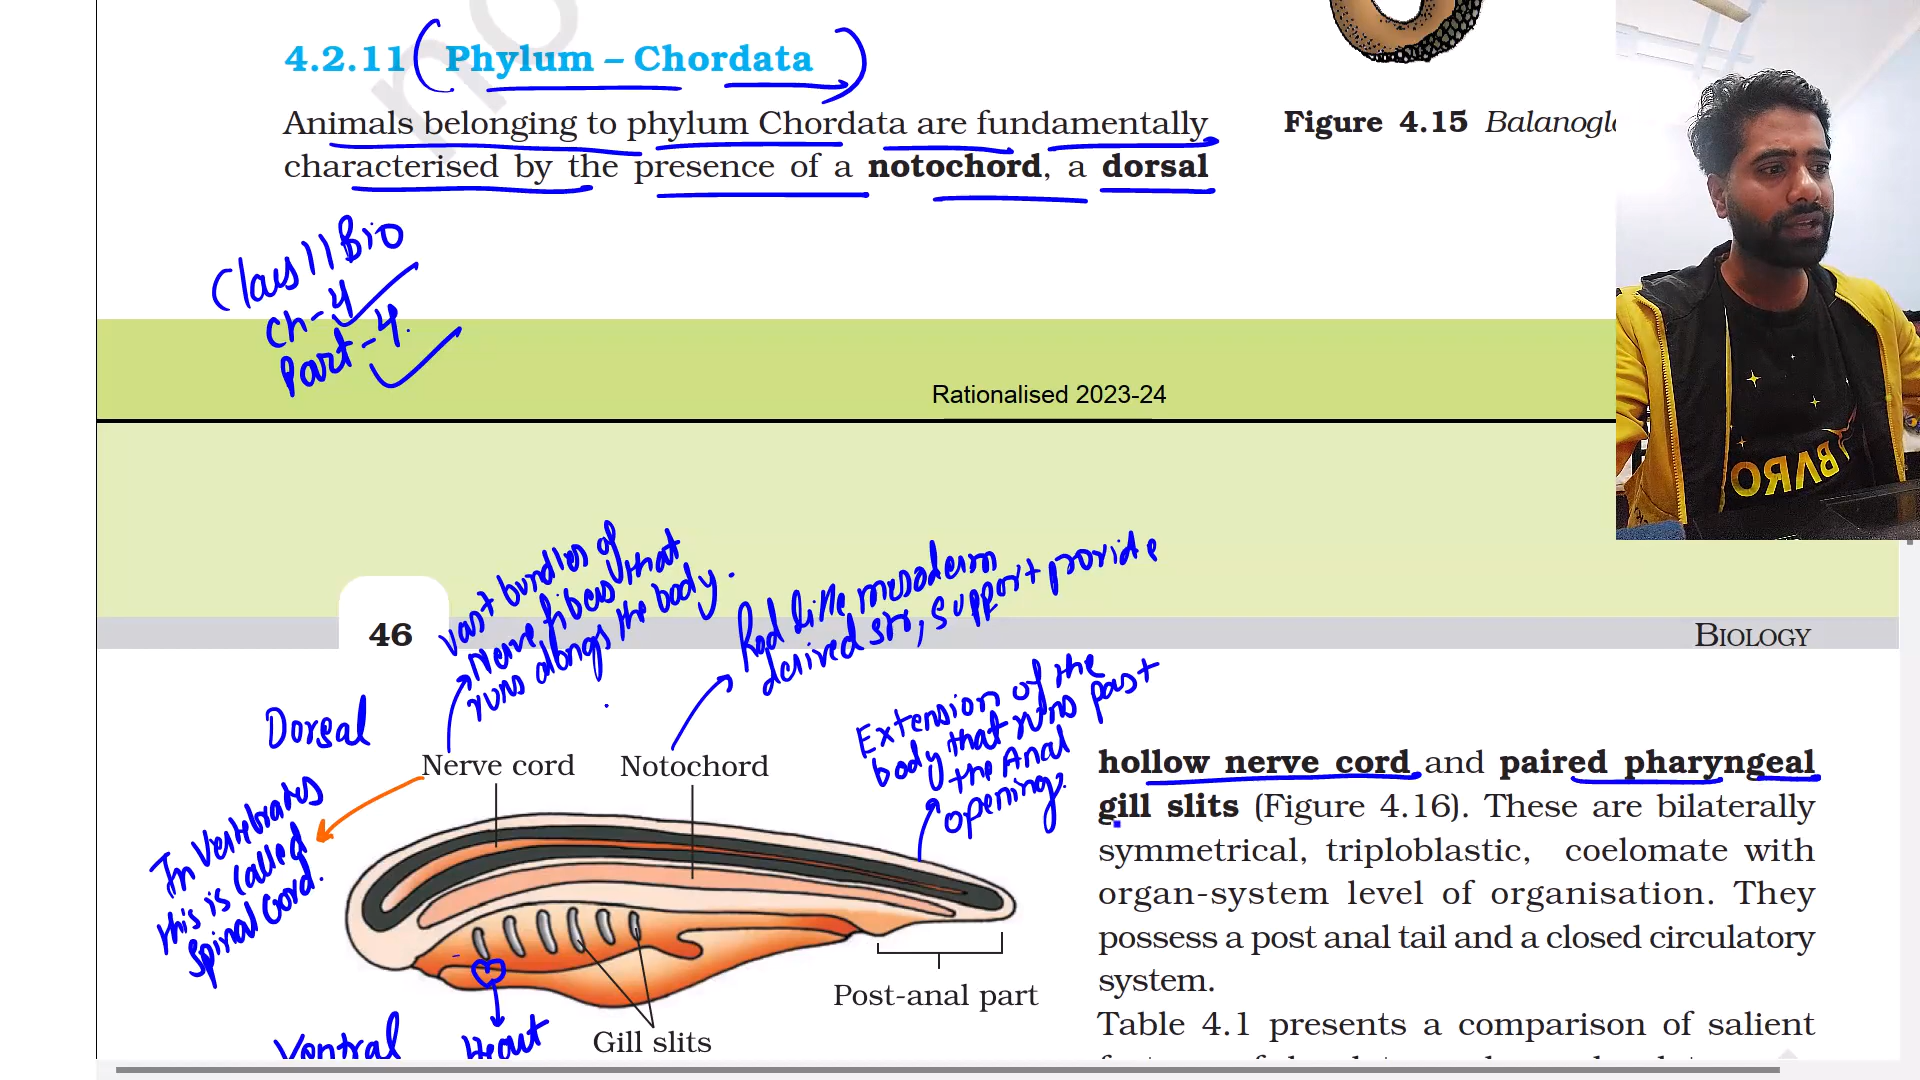 4.2.11 Phylum – Chordata
Animals belonging to phylum Chordata are fundamentally
characterised by the presence of a notochord, a dorsal
Figure 4.15 Balanoglo
Class 11 Bio
Ch-4
Part-4.
Rationalised 2023-24
46
BIOLOGY
vast bundles of
nerve fibes that
runs alongs the body.
Rod like mesoderm
derived str, support provide
Extension of the
body that runs past
the Anal
opening.
Dorsal
Nerve cord
Notochord
In Vertebrates
this is called
spinal cord.
Post-anal part
Gill slits
Ventral
Heart
hollow nerve cord and paired pharyngeal
gill slits (Figure 4.16). These are bilaterally
symmetrical, triploblastic, coelomate with
organ-system level of organisation. They
possess a post anal tail and a closed circulatory
system.
Table 4.1 presents a comparison of salient